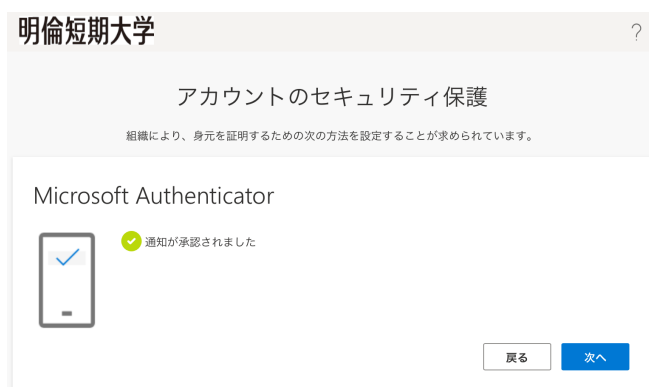 明倫短期大学
?
アカウントのセキュリティ保護
組織により、身元を証明するための次の方法を設定することが求められています。
Microsoft Authenticator
通知が承認されました
戻る
次へ